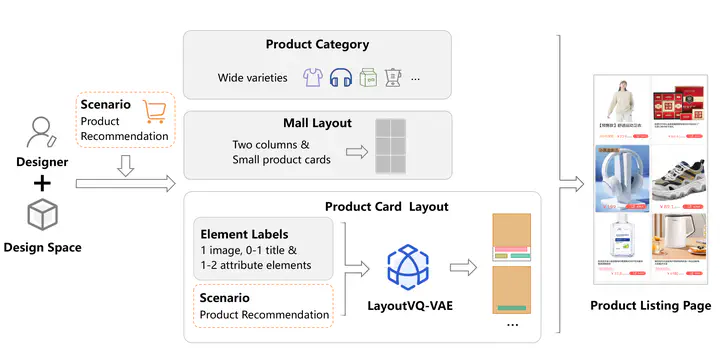 Product Category
Wide varieties
...
Scenario
Product
Recommendation
Mall Layout
Two columns &
Small product cards
Designer
+
Design Space
Product Card Layout
Element Labels
1 image, 0-1 title &
1-2 attribute elements
Scenario
Product Recommendation
LayoutVQ-VAE
...
Product Listing Page